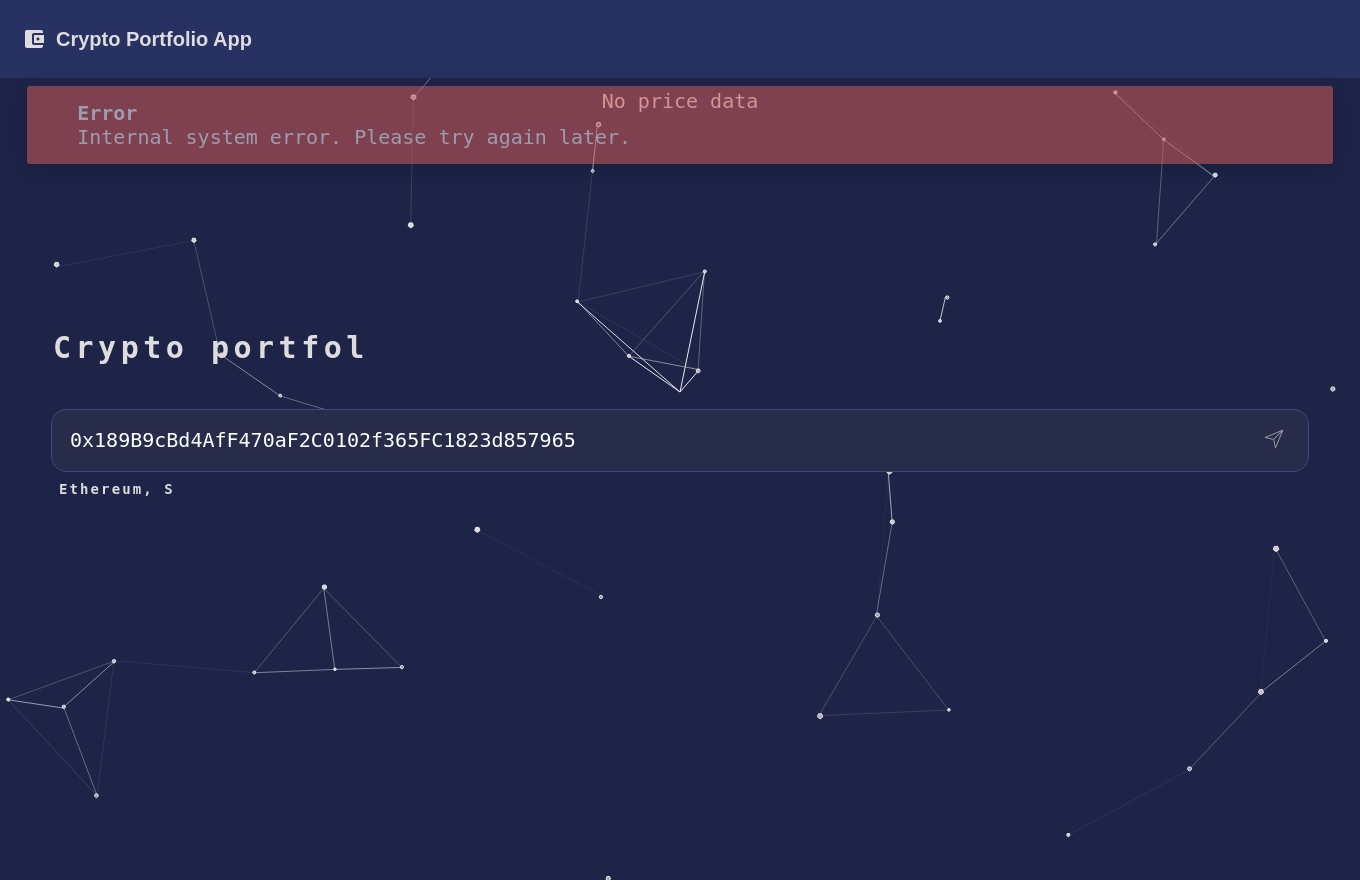 Crypto Portfolio App
No price data
Error
Internal system error. Please try again later.
Crypto portfol
0x189B9cBd4AfF470aF2C0102f365FC1823d857965
Ethereum, S